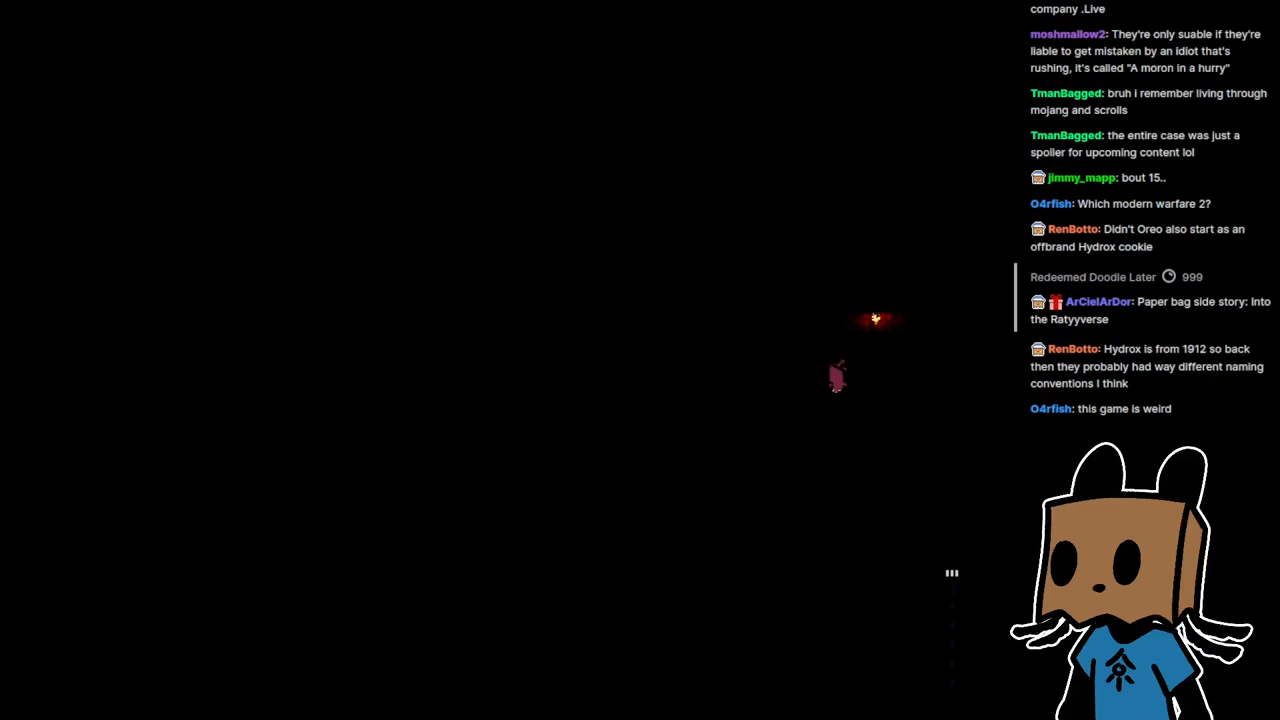 company .Live
moshmallow2: They're only suable if they're
liable to get mistaken by an idiot that's
rushing, it's called "A moron in a hurry"
TmanBagged: bruh i remember living through
mojang and scrolls
TmanBagged: the entire case was just a
spoiler for upcoming content lol
jimmy_mapp: bout 15..
O4rfish: Which modern warfare 2?
RenBotto: Didn't Oreo also start as an
offbrand Hydrox cookie
Redeemed Doodle Later 999
ArCielArDor: Paper bag side story: Into
the Ratyyverse
RenBotto: Hydrox is from 1912 so back
then they probably had way different naming
conventions I think
O4rfish: this game is weird